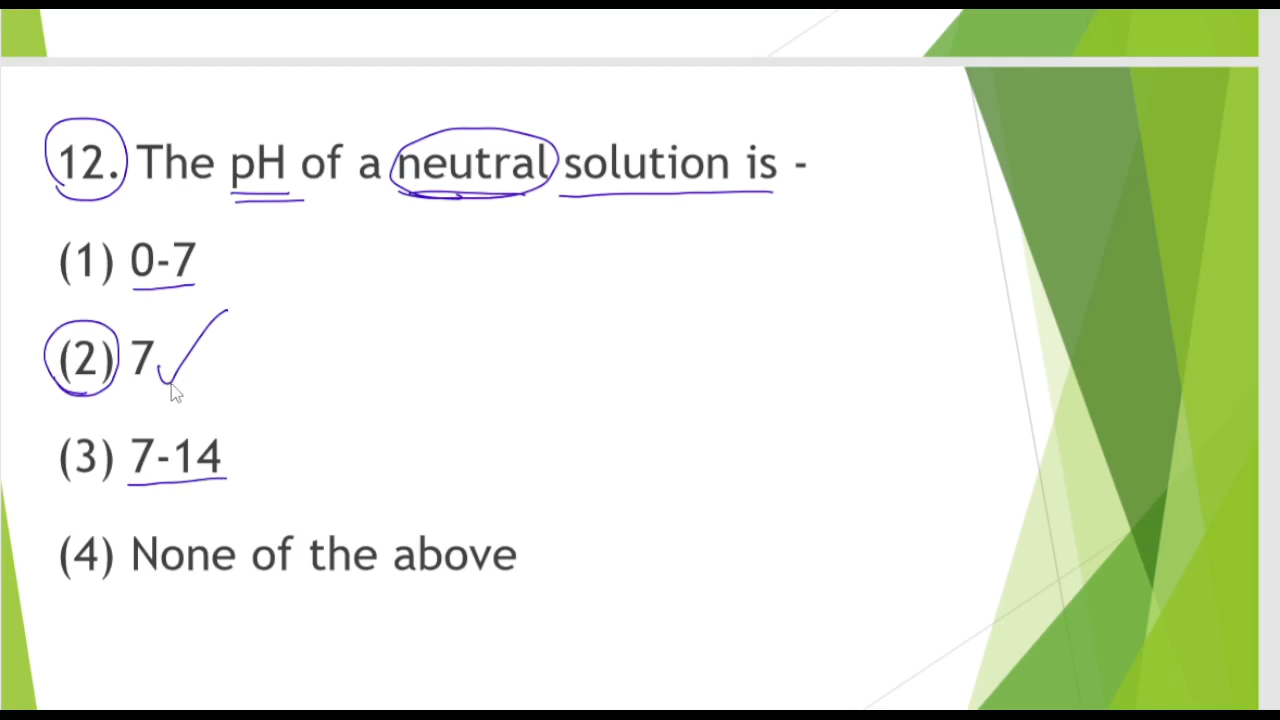 12. The pH of a neutral solution is -
(1) 0-7
(2) 7
(3) 7-14
(4) None of the above